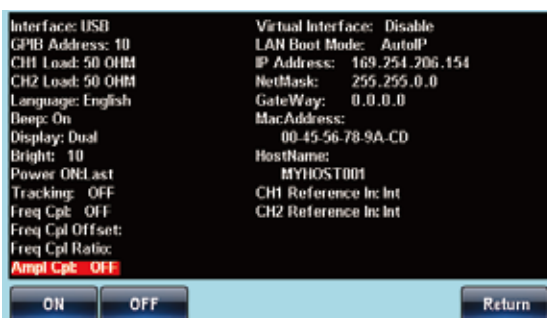 Interface: USB
GPIB Address: 10
CH1 Load: 50 OHM
CH2 Load: 50 OHM
Language: English
Beep: On
Display: Dual
Bright: 10
Power ON:Last
Tracking: OFF
Freq Cpl: OFF
Freq Cpl Offset:
Freq Cpl Ratio:
Ampl Cpl: OFF
Virtual Interface: Disable
LAN Boot Mode: AutoIP
IP Address: 169.254.206.154
NetMask: 255.255.0.0
GateWay: 0.0.0.0
MacAddress:
00-45-56-78-9A-CD
HostName:
MYHOST001
CH1 Reference In: Int
CH2 Reference In: Int
ON OFF Return